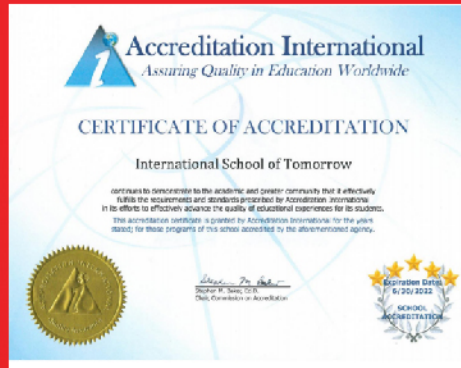 Accreditation International
Assuring Quality in Education Worldwide
CERTIFICATE OF ACCREDITATION
International School of Tomorrow
continues to demonstrate to the academic and greater community that it effectively
fulfills the requirements and standards prescribed by Accreditation International
in its efforts to effectively advance the quality of educational experiences for its students.
This accreditation certificate is granted by Accreditation International for the years
stated; for those programs of this school accredited by the aforementioned agency.
Stephen M. Baker, Ed.D.
Chair, Commission on Accreditation
Expiration Date:
6/30/2022
SCHOOL
ACCREDITATION